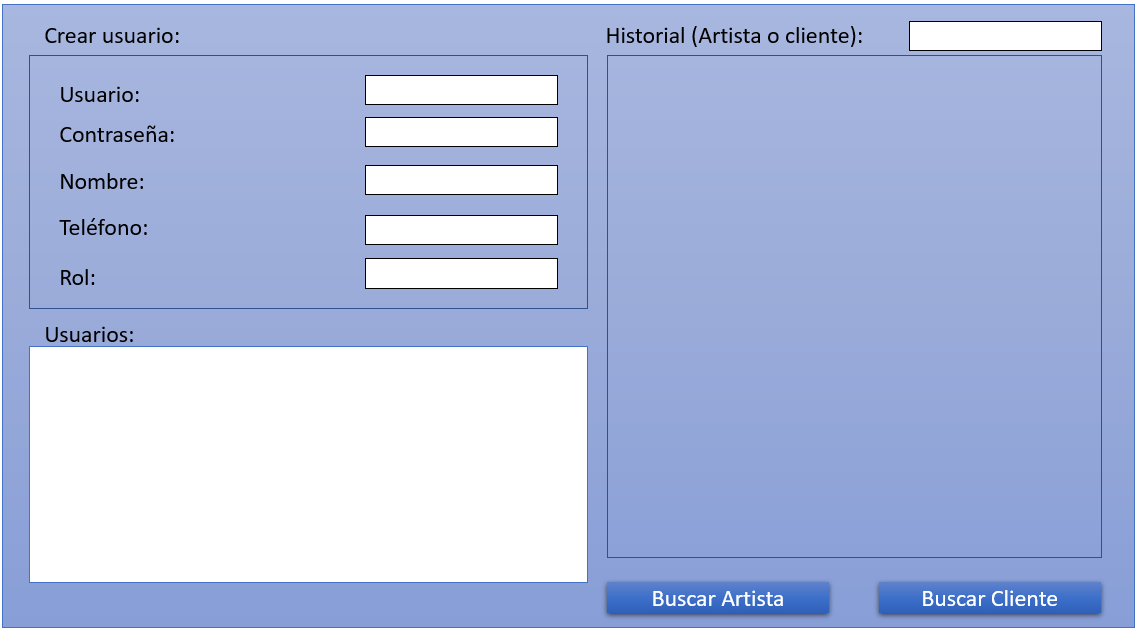 Crear usuario:
Usuario:
Contraseña:
Nombre:
Teléfono:
Rol:
Usuarios:
Historial (Artista o cliente):
Buscar Artista
Buscar Cliente